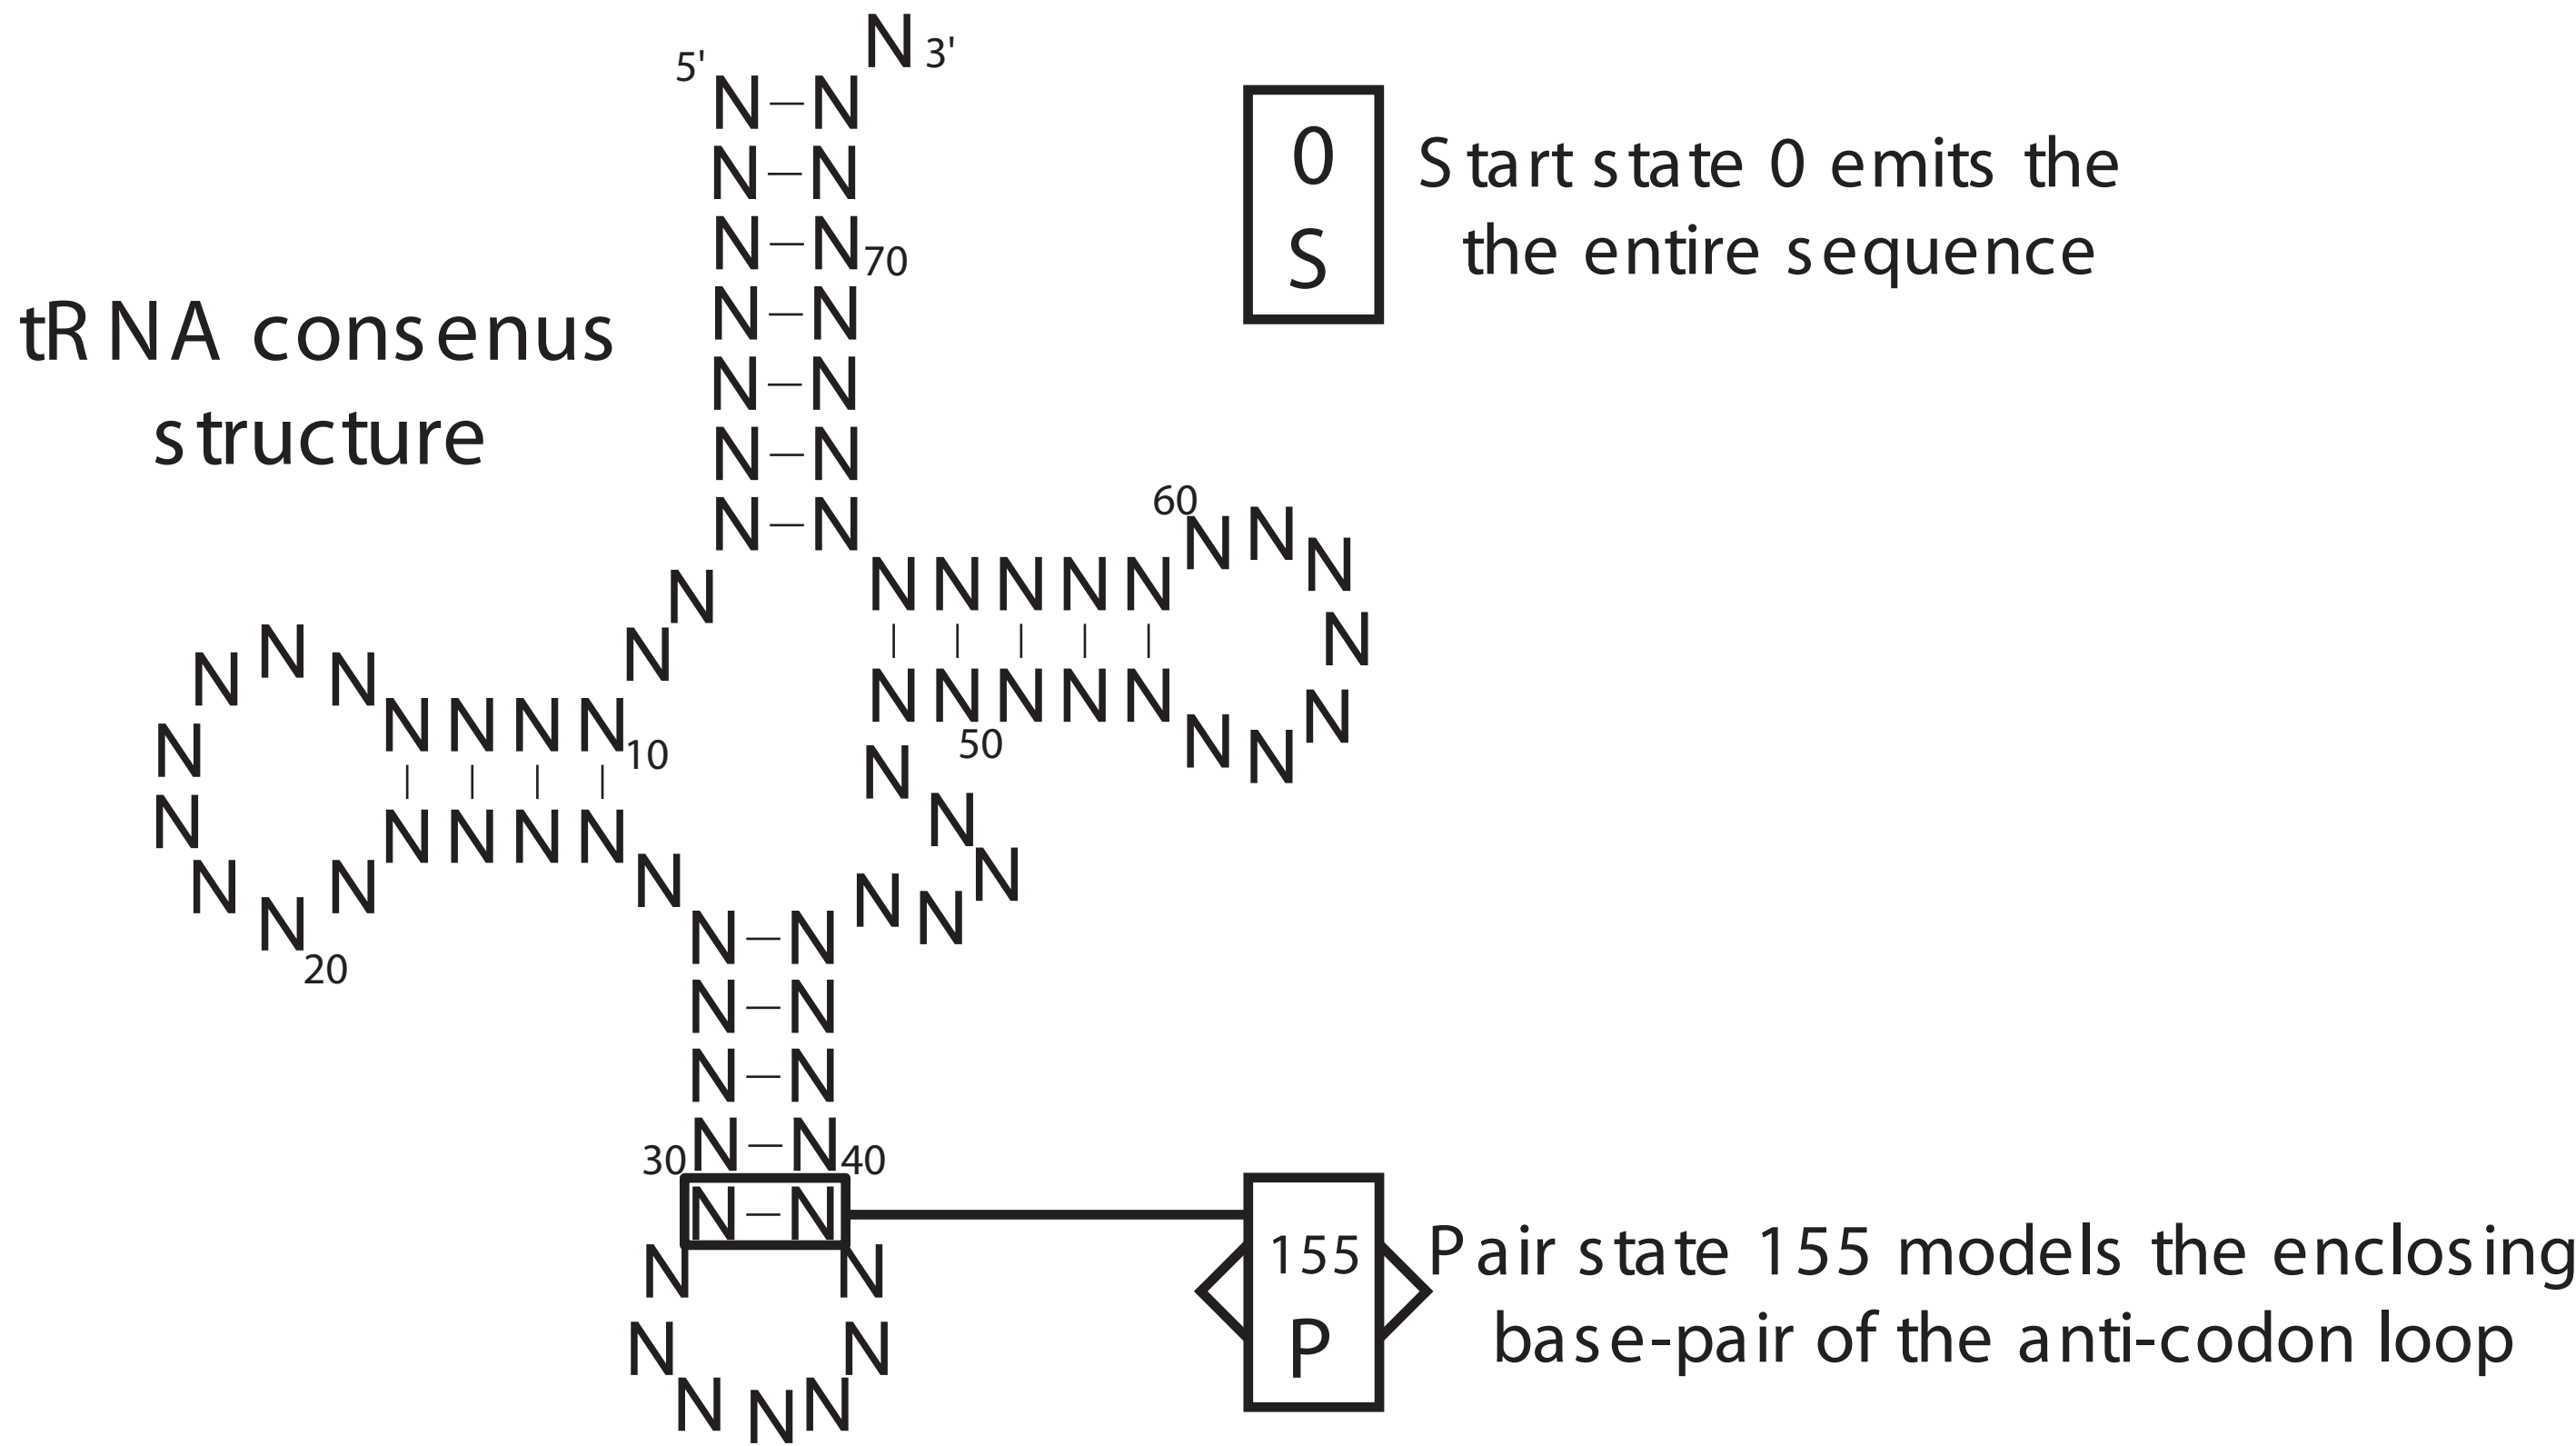 N 3'
5' N–N
N–N
0
Start state 0 emits the
N–N 70
S
the entire sequence
tRNA consenus
N–N
structure
N–N
N–N
60
N N N
N–N
N N N N N
N
N
N N N
N
N N N N N
N
N N N N
10
N
50
N
N
N N
N
N N N N
N
N
N
N
N
N N
N
20
N–N
N–N
N–N
30 N–N 40
N–N
155
Pair state 155 models the enclosing
N N
P
base-pair of the anti-codon loop
N N
N N N